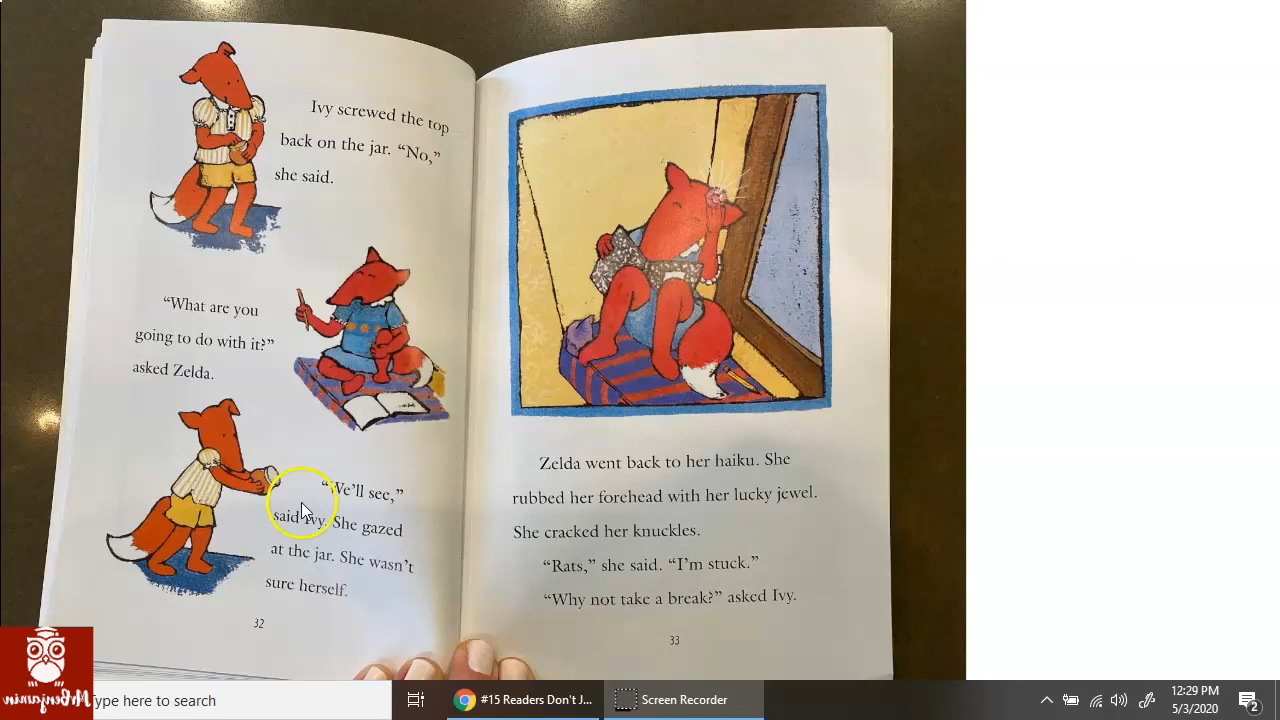 Ivy screwed the top
back on the jar. “No,”
she said.
“What are you
going to do with it?”
asked Zelda.
“We’ll see,”
said Ivy. She gazed
at the jar. She wasn’t
sure herself.
32
Zelda went back to her haiku. She
rubbed her forehead with her lucky jewel.
She cracked her knuckles.
“Rats,” she said. “I’m stuck.”
“Why not take a break?” asked Ivy.
33
MrBenjamin
Type here to search
#15 Readers Don't J...
Screen Recorder
12:29 PM
5/3/2020
2